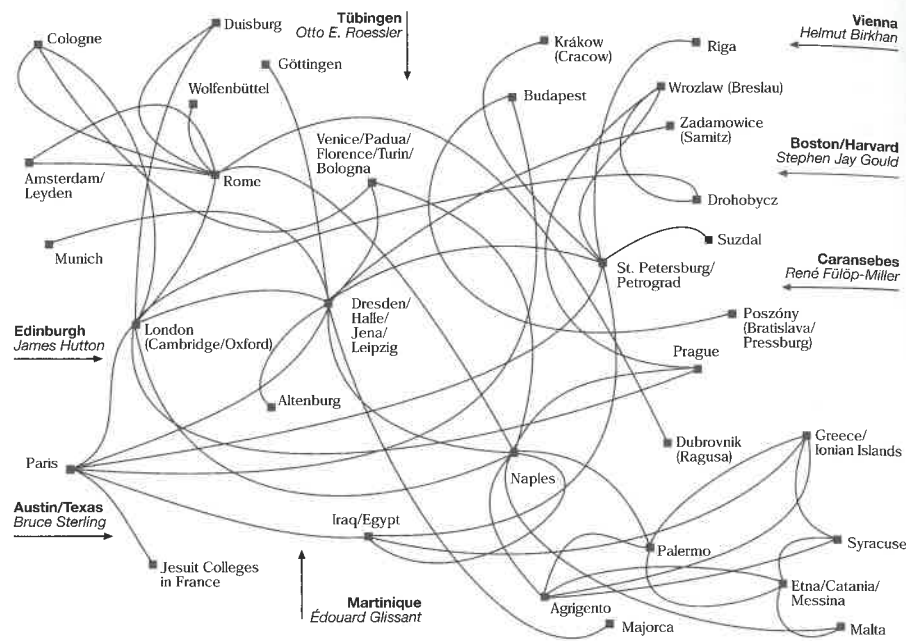 Cologne
Duisburg
Tübingen
Otto E. Roessler
Krákow
(Cracow)
Riga
Vienna
Helmut Birkhan
Göttingen
Wolfenbüttel
Budapest
Wrozlaw (Breslau)
Zadamowice
(Samitz)
Venice/Padua/
Florence/Turin/
Bologna
Boston/Harvard
Stephen Jay Gould
Amsterdam/
Leyden
Rome
Drohobycz
Munich
Suzdal
St. Petersburg/
Petrograd
Caransebes
René Fülöp-Miller
Edinburgh
James Hutton
London
(Cambridge/Oxford)
Dresden/
Halle/
Jena/
Leipzig
Poszóny
(Bratislava/
Pressburg)
Prague
Altenburg
Dubrovnik
(Ragusa)
Greece/
Ionian Islands
Paris
Naples
Austin/Texas
Bruce Sterling
Iraq/Egypt
Palermo
Syracuse
Jesuit Colleges
in France
Etna/Catania/
Messina
Martinique
Édouard Glissant
Agrigento
Majorca
Malta